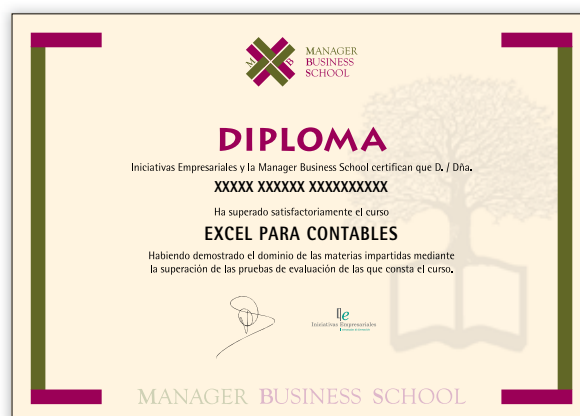 M B
MANAGER
BUSINESS
SCHOOL
DIPLOMA
Iniciativas Empresariales y la Manager Business School certifican que D. / Dña.
XXXXX XXXXXX XXXXXXXXXX
Ha superado satisfactoriamente el curso
EXCEL PARA CONTABLES
Habiendo demostrado el dominio de las materias impartidas mediante
la superación de las pruebas de evaluación de las que consta el curso.
Ie
Iniciativas Empresariales
MANAGER BUSINESS SCHOOL